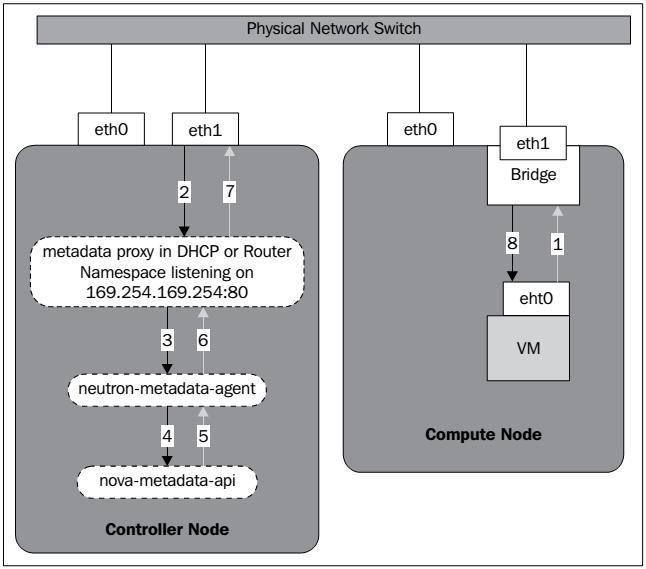 Physical Network Switch
eth0
eth1
eth0
eth1
Bridge
2
7
metadata proxy in DHCP or Router
Namespace listening on
169.254.169.254:80
8
1
eht0
VM
3
6
neutron-metadata-agent
4
5
nova-metadata-api
Compute Node
Controller Node